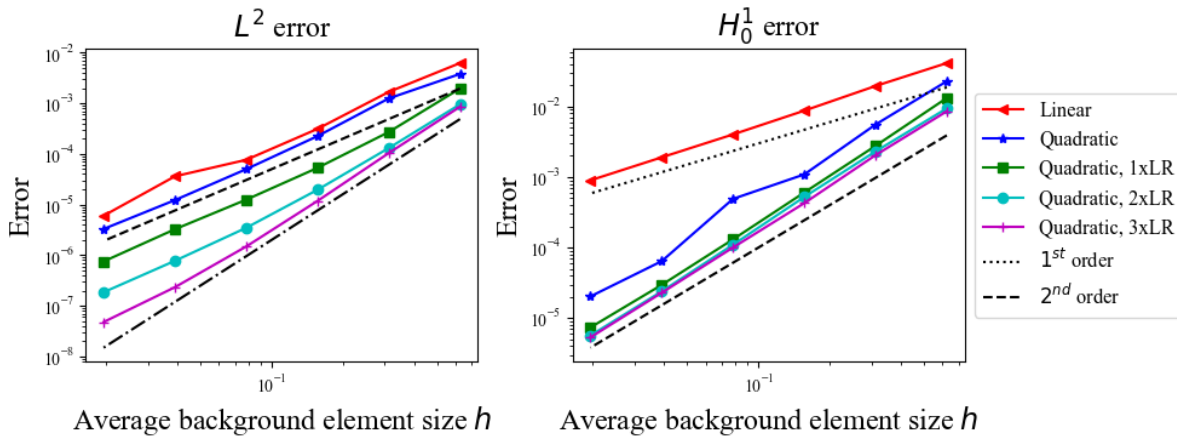 L² error
H₀¹ error
10⁻²
10⁻³
10⁻⁴
10⁻⁵
10⁻⁶
10⁻⁷
10⁻⁸
Error
10⁻¹
Average background element size h
10⁻²
10⁻³
10⁻⁴
10⁻⁵
Error
10⁻¹
Average background element size h
Linear
Quadratic
Quadratic, 1xLR
Quadratic, 2xLR
Quadratic, 3xLR
1ˢᵗ order
2ⁿᵈ order